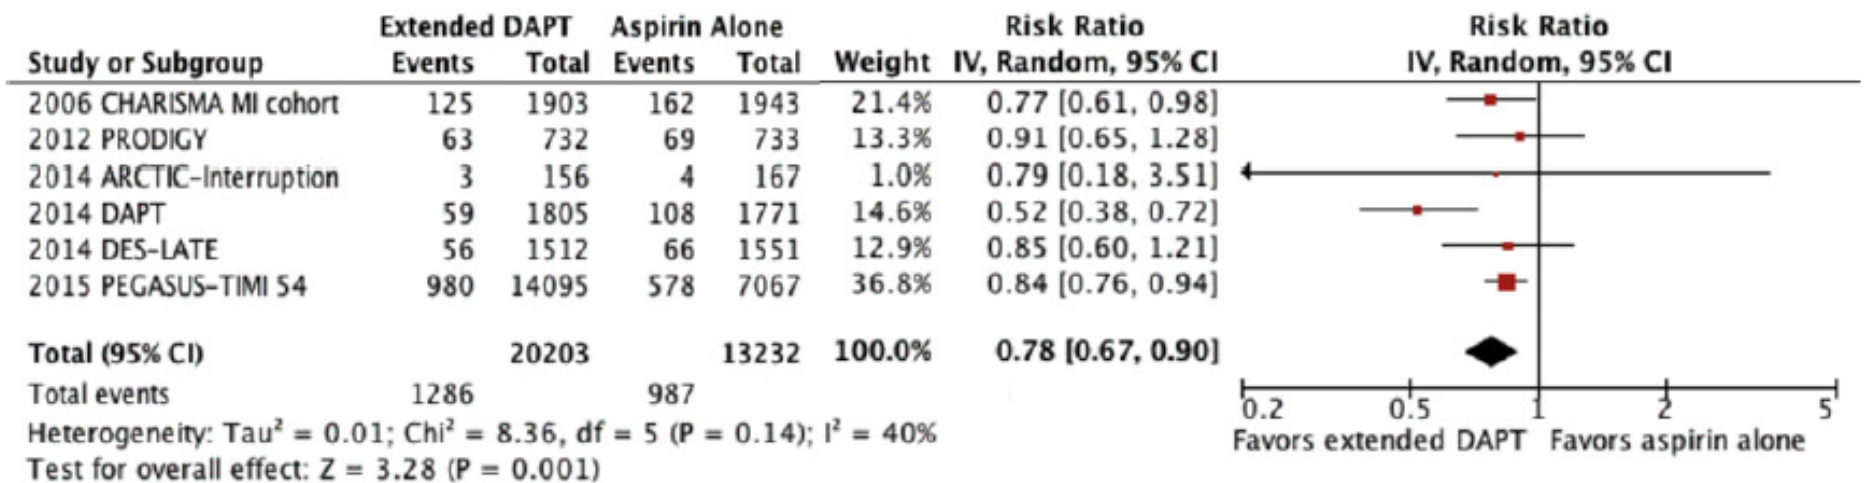 Extended DAPT Aspirin Alone Risk Ratio Risk Ratio
Study or Subgroup Events Total Events Total Weight IV, Random, 95% CI IV, Random, 95% CI
2006 CHARISMA MI cohort 125 1903 162 1943 21.4% 0.77 [0.61, 0.98]
2012 PRODIGY 63 732 69 733 13.3% 0.91 [0.65, 1.28]
2014 ARCTIC-Interruption 3 156 4 167 1.0% 0.79 [0.18, 3.51]
2014 DAPT 59 1805 108 1771 14.6% 0.52 [0.38, 0.72]
2014 DES-LATE 56 1512 66 1551 12.9% 0.85 [0.60, 1.21]
2015 PEGASUS-TIMI 54 980 14095 578 7067 36.8% 0.84 [0.76, 0.94]
Total (95% CI) 20203 13232 100.0% 0.78 [0.67, 0.90]
Total events 1286 987
0.2 0.5 1 2 5
Heterogeneity: Tau² = 0.01; Chi² = 8.36, df = 5 (P = 0.14); I² = 40%
Favors extended DAPT Favors aspirin alone
Test for overall effect: Z = 3.28 (P = 0.001)